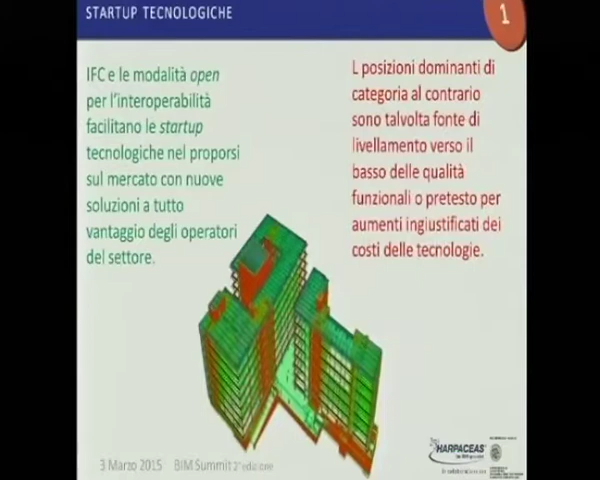 STARTUP TECNOLOGICHE
1
IFC e le modalità open
per l'interoperabilità
facilitano le startup
tecnologiche nel proporsi
sul mercato con nuove
soluzioni a tutto
vantaggio degli operatori
del settore.
L posizioni dominanti di
categoria al contrario
sono talvolta fonte di
livellamento verso il
basso delle qualità
funzionali o pretesto per
aumenti ingiustificati dei
costi delle tecnologie.
3 Marzo 2015 BIM Summit 2° edizione
HARPACEAS